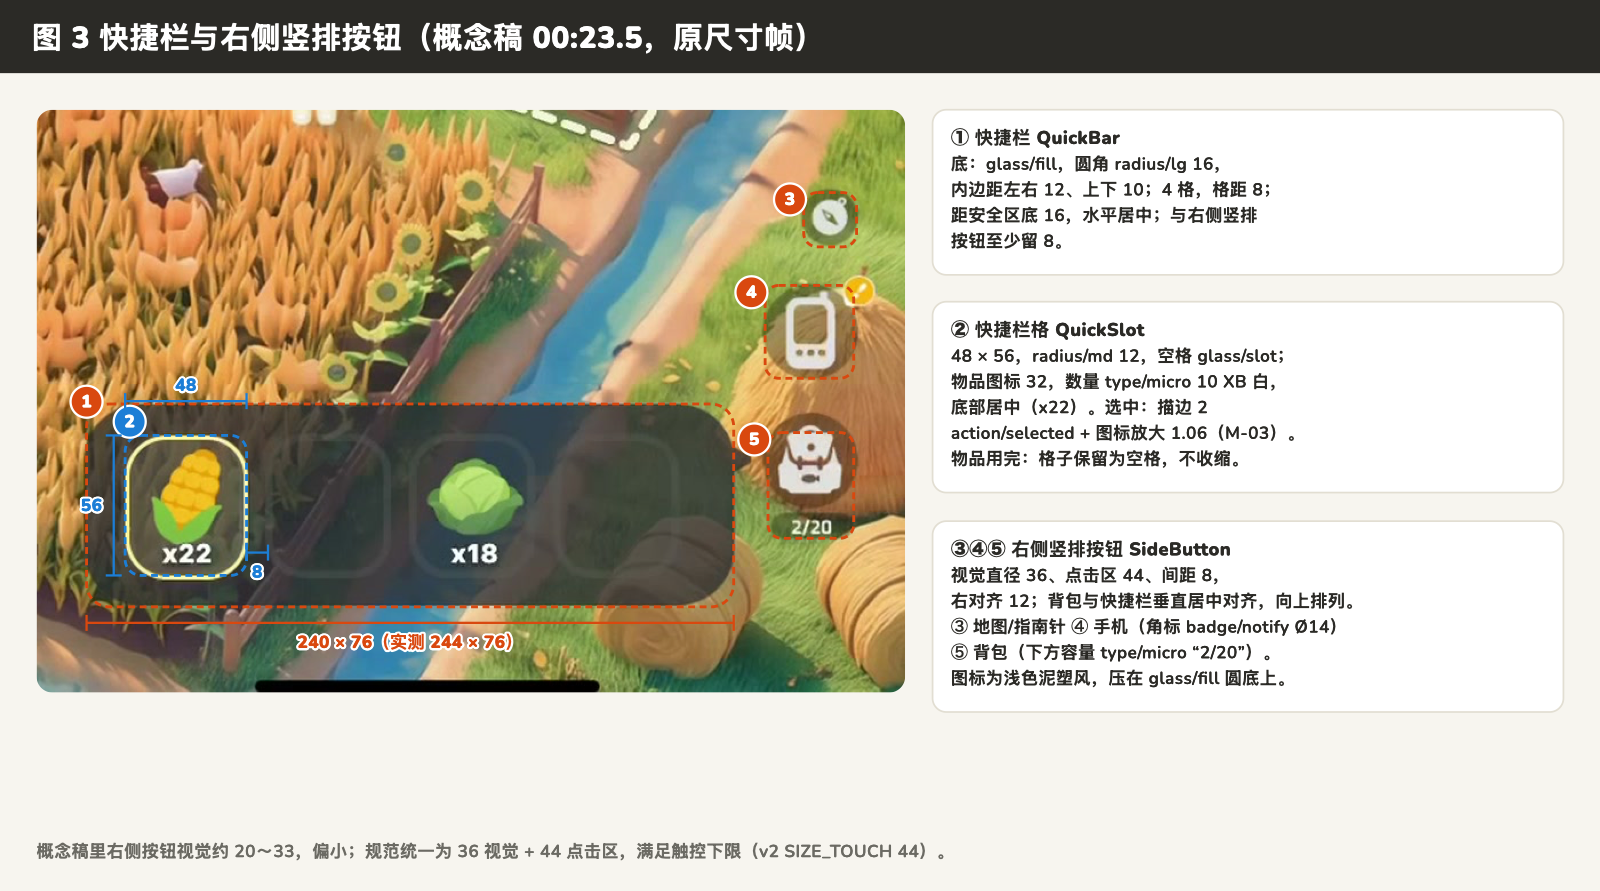 图 3 快捷栏与右侧竖排按钮（概念稿 00:23.5，原尺寸帧）
3
4
48
1
2
5
56
x22
8
x18
2/20
240 × 76（实测 244 × 76）
① 快捷栏 QuickBar
底：glass/fill，圆角 radius/lg 16，
内边距左右 12、上下 10；4 格，格距 8；
距安全区底 16，水平居中；与右侧竖排
按钮至少留 8。
② 快捷栏格 QuickSlot
48 × 56，radius/md 12，空格 glass/slot；
物品图标 32，数量 type/micro 10 XB 白，
底部居中（x22）。选中：描边 2
action/selected + 图标放大 1.06（M-03）。
物品用完：格子保留为空格，不收缩。
③④⑤ 右侧竖排按钮 SideButton
视觉直径 36、点击区 44、间距 8，
右对齐 12；背包与快捷栏垂直居中对齐，向上排列。
③ 地图/指南针 ④ 手机（角标 badge/notify Ø14）
⑤ 背包（下方容量 type/micro “2/20”）。
图标为浅色泥塑风，压在 glass/fill 圆底上。
概念稿里右侧按钮视觉约 20～33，偏小；规范统一为 36 视觉 + 44 点击区，满足触控下限（v2 SIZE_TOUCH 44）。